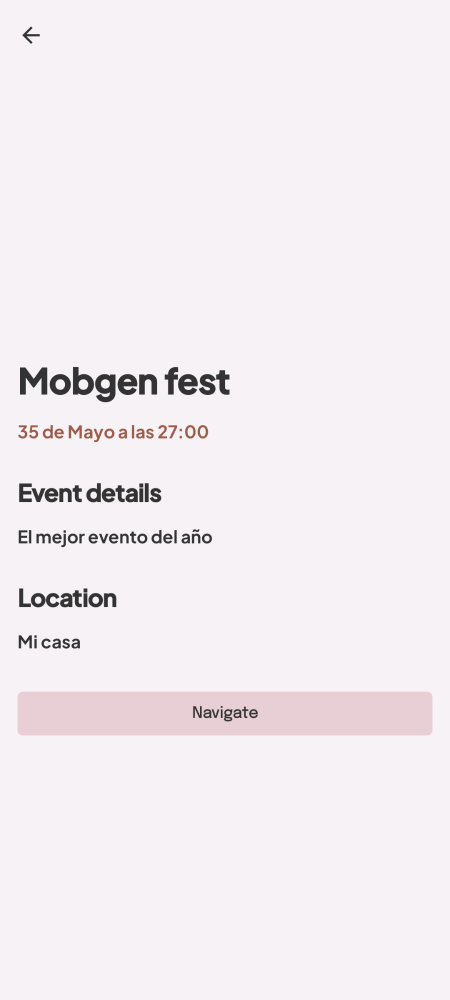 Mobgen fest
35 de Mayo a las 27:00
Event details
El mejor evento del año
Location
Mi casa
Navigate